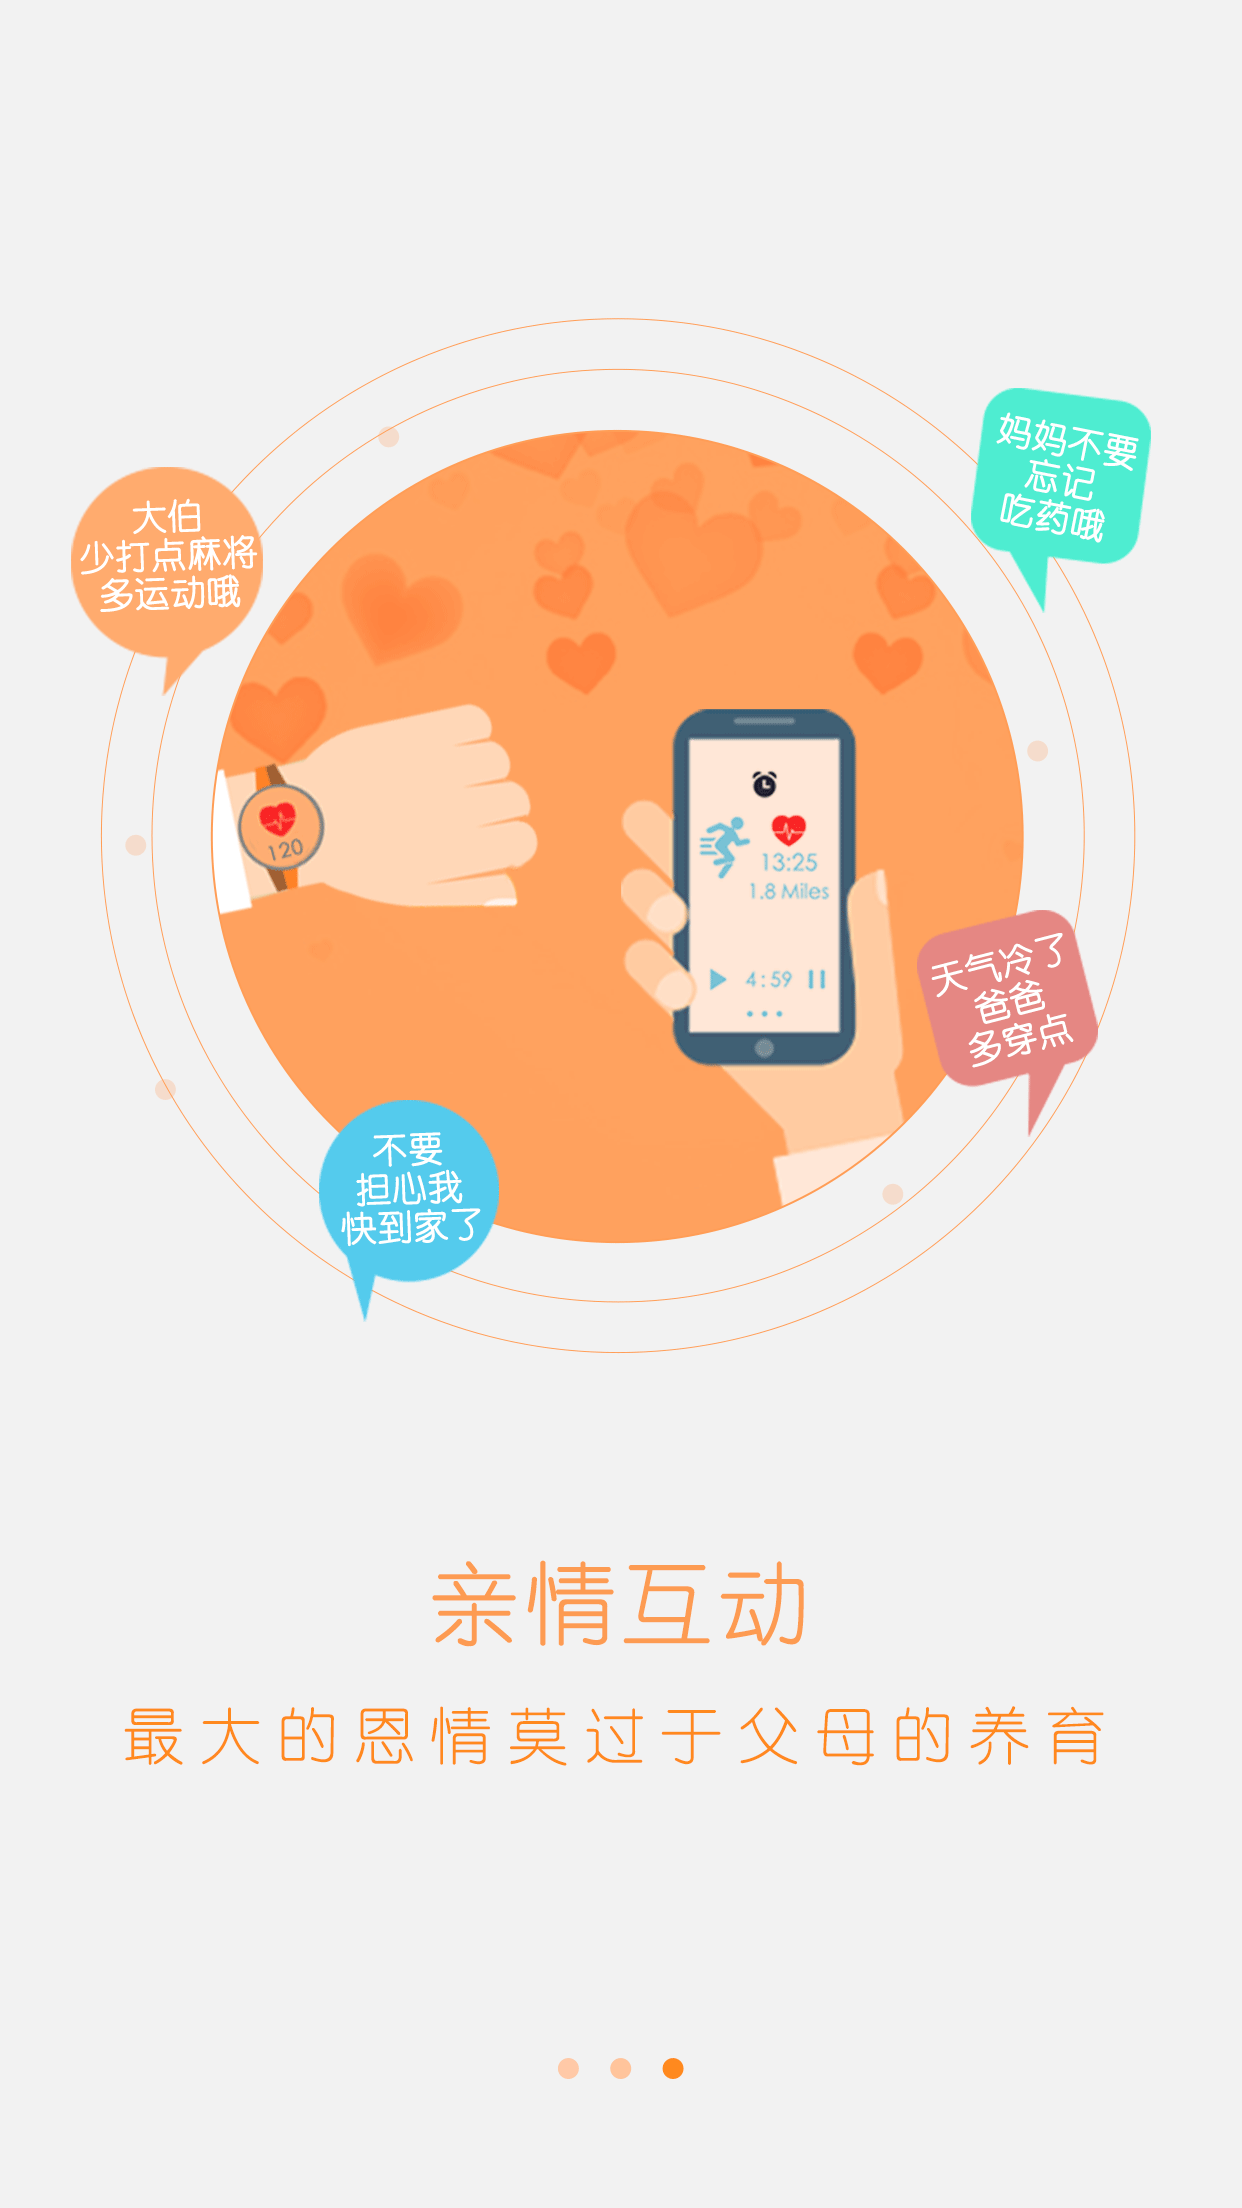 妈妈不要
忘记
吃药哦
大伯
少打点麻将
多运动哦
120
13:25
1.8 Miles
4:59
天气冷了
爸爸
多穿点
不要
担心我
快到家了
亲情互动
最大的恩情莫过于父母的养育